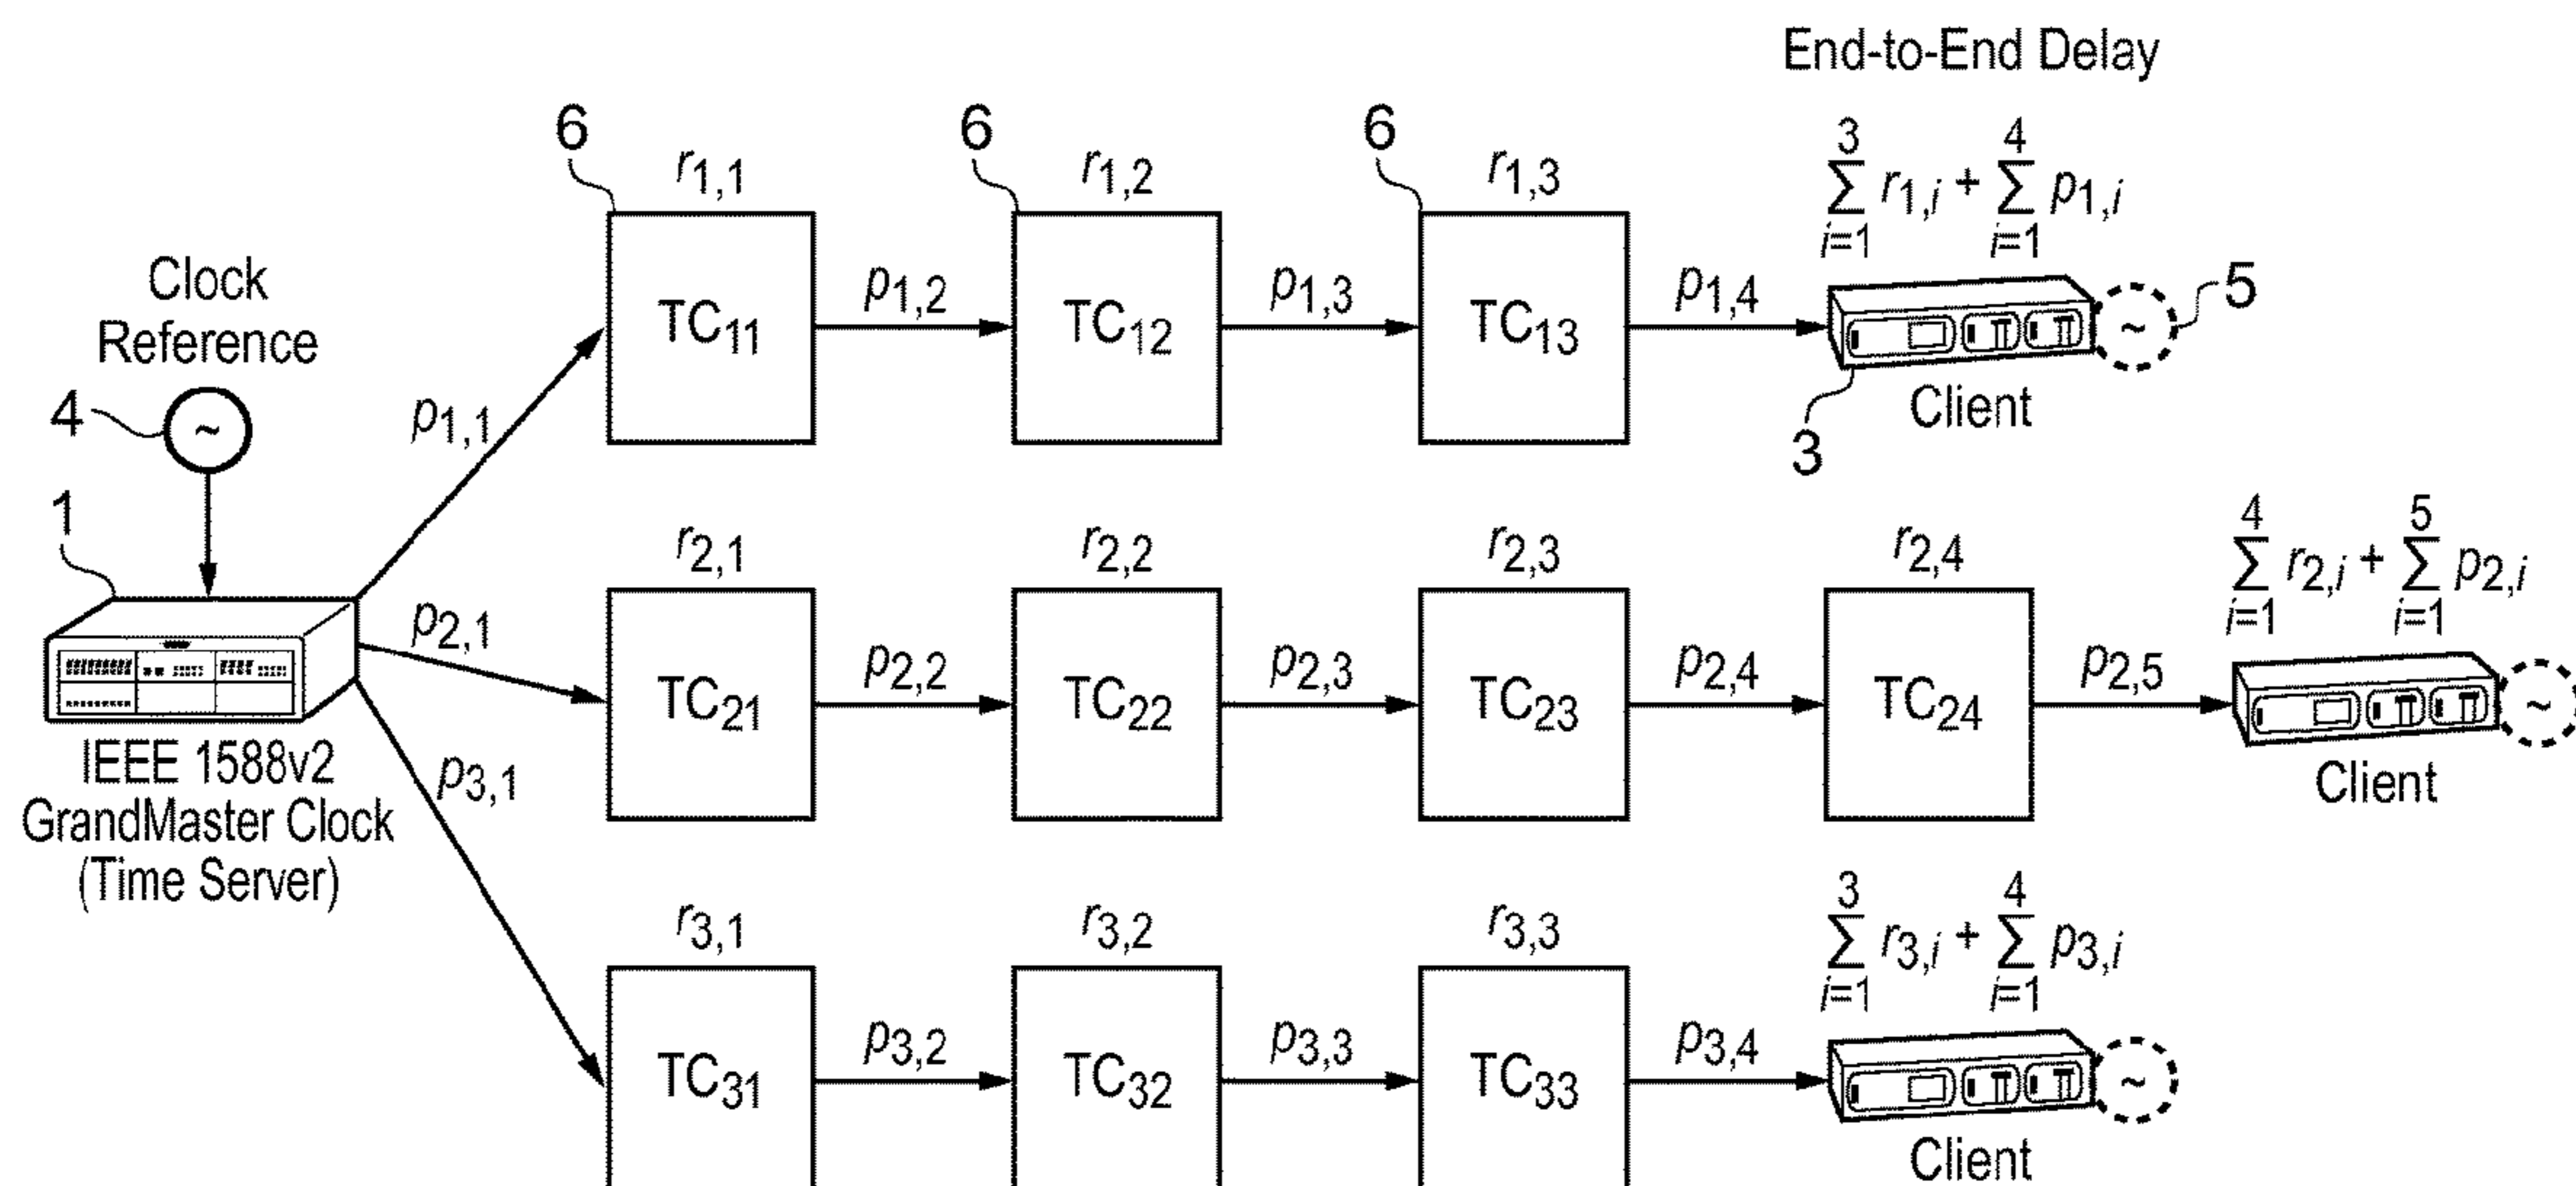 End-to-End Delay
6 6 6
r1,1 r1,2 r1,3
3 4
∑ r1,i + ∑ p1,i
i=1 i=1
Clock
Reference
4
~
p1,1
TC11 p1,2 TC12 p1,3 TC13 p1,4
~ 5
Client
3
1
r2,1 r2,2 r2,3 r2,4
4 5
∑ r2,i + ∑ p2,i
i=1 i=1
p2,1
TC21 p2,2 TC22 p2,3 TC23 p2,4 TC24 p2,5
~
Client
IEEE 1588v2
GrandMaster Clock
(Time Server)
p3,1
r3,1 r3,2 r3,3
3 4
∑ r3,i + ∑ p3,i
i=1 i=1
TC31 p3,2 TC32 p3,3 TC33 p3,4
~
Client